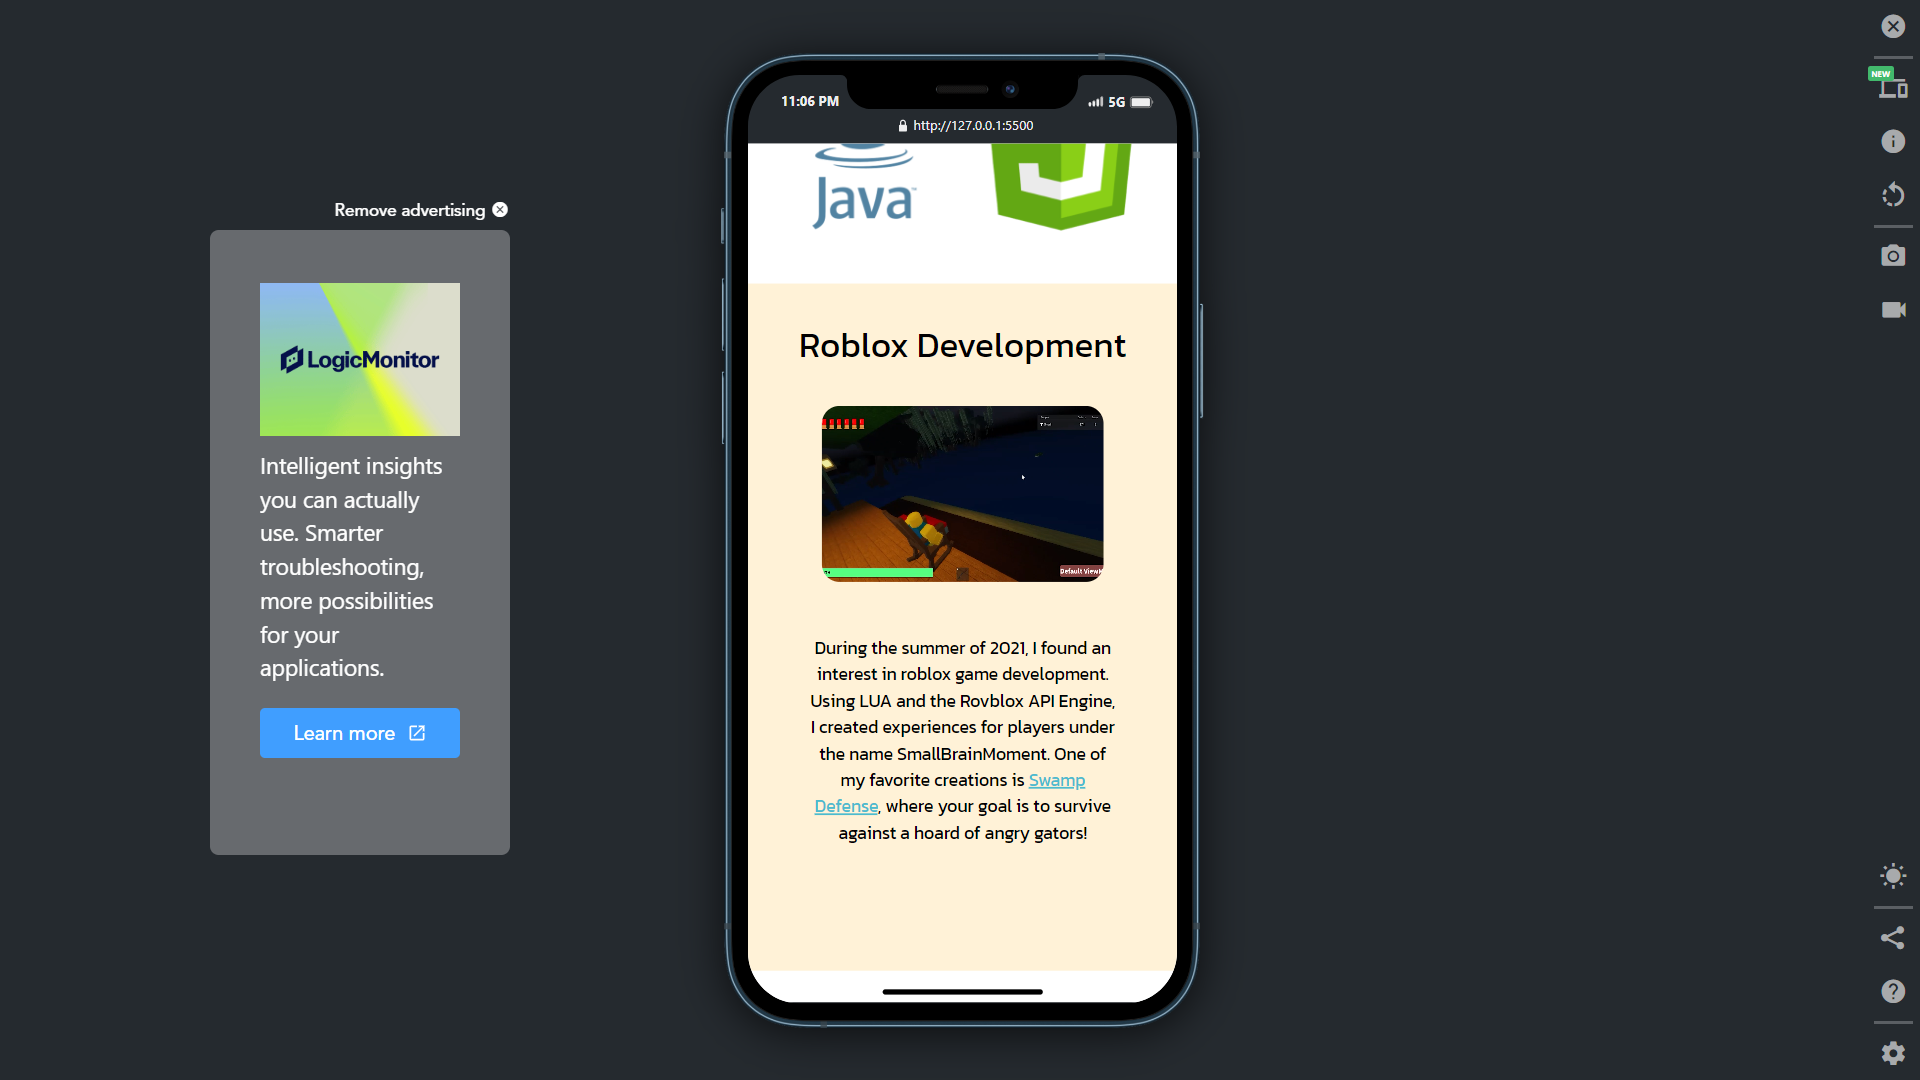 NEW
Remove advertising
LogicMonitor
Intelligent insights
you can actually
use. Smarter
troubleshooting,
more possibilities
for your
applications.
Learn more
11:06 PM
5G
http://127.0.0.1:5500
Java
Roblox Development
Default View
During the summer of 2021, I found an
interest in roblox game development.
Using LUA and the Rovblox API Engine,
I created experiences for players under
the name SmallBrainMoment. One of
my favorite creations is Swamp
Defense, where your goal is to survive
against a hoard of angry gators!